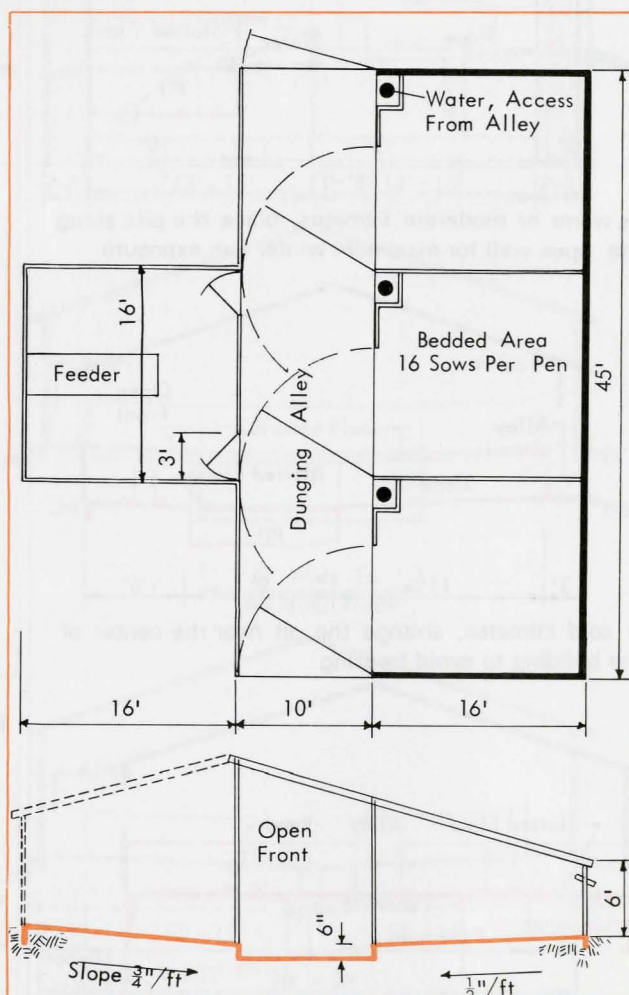 Water, Access
From Alley
16'
Feeder
3'
Dunging Alley
Bedded Area
16 Sows Per Pen
45'
16'
10'
16'
Open
Front
6"
6'
Slope 3/4"/ft
1/2"/ft